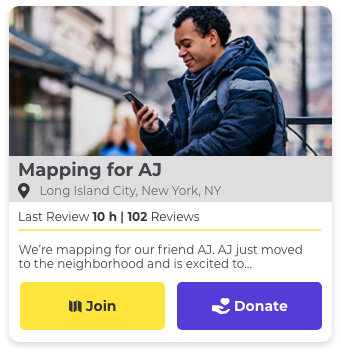 Mapping for AJ
Long Island City, New York, NY
Last Review 10 h | 102 Reviews
We’re mapping for our friend AJ. AJ just moved
to the neighborhood and is excited to...
Join
Donate